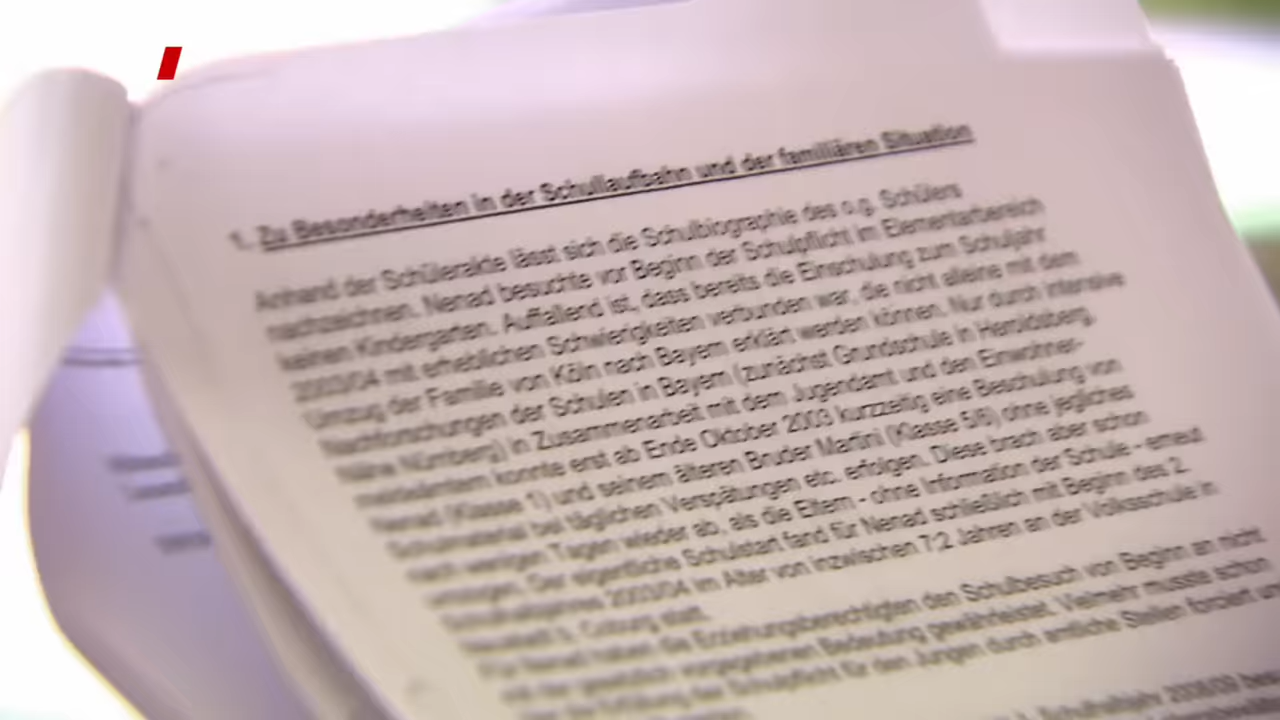 1. Zu Besonderheiten in der Schullaufbahn und der familiären Situation
Anhand der Schülerakte lässt sich die Schulbiographie des o.g. Schülers
nachzeichnen. Nenad besuchte vor Beginn der Schulpflicht im Elementarbereich
keinen Kindergarten. Auffallend ist, dass bereits die Einschulung zum Schuljahr
2003/04 mit erheblichen Schwierigkeiten verbunden war, die nicht alleine mit dem
Umzug der Familie von Köln nach Bayern erklärt werden können. Nur durch intensive
Nachforschungen der Schulen in Bayern (zunächst Grundschule in Heroldsberg,
Nähe Nürnberg) in Zusammenarbeit mit dem Jugendamt und den Einwohner-
meldeämtern konnte erst ab Ende Oktober 2003 kurzzeitig eine Beschulung von
Nenad (Klasse 1) und seinem älteren Bruder Martini (Klasse 5/6) ohne jegliches
Schulmaterial bei täglichen Verspätungen etc. erfolgen. Diese brach aber schon
nach wenigen Tagen wieder ab, als die Eltern - ohne Information der Schule - erneut
umzogen. Der eigentliche Schulstart fand für Nenad schließlich mit Beginn des 2.
Schulhalbjahres 2003/04 im Alter von inzwischen 7;2 Jahren an der Volksschule in
b. Coburg statt.
Für Nenad haben die Erziehungsberechtigten den Schulbesuch von Beginn an nicht
mit der gesetzlich vorgegebenen Bedeutung gewährleistet. Vielmehr musste schon
die Erfüllung der Schulpflicht für den Jungen durch amtliche Stellen forciert
Schulhalbjahr 2008/09